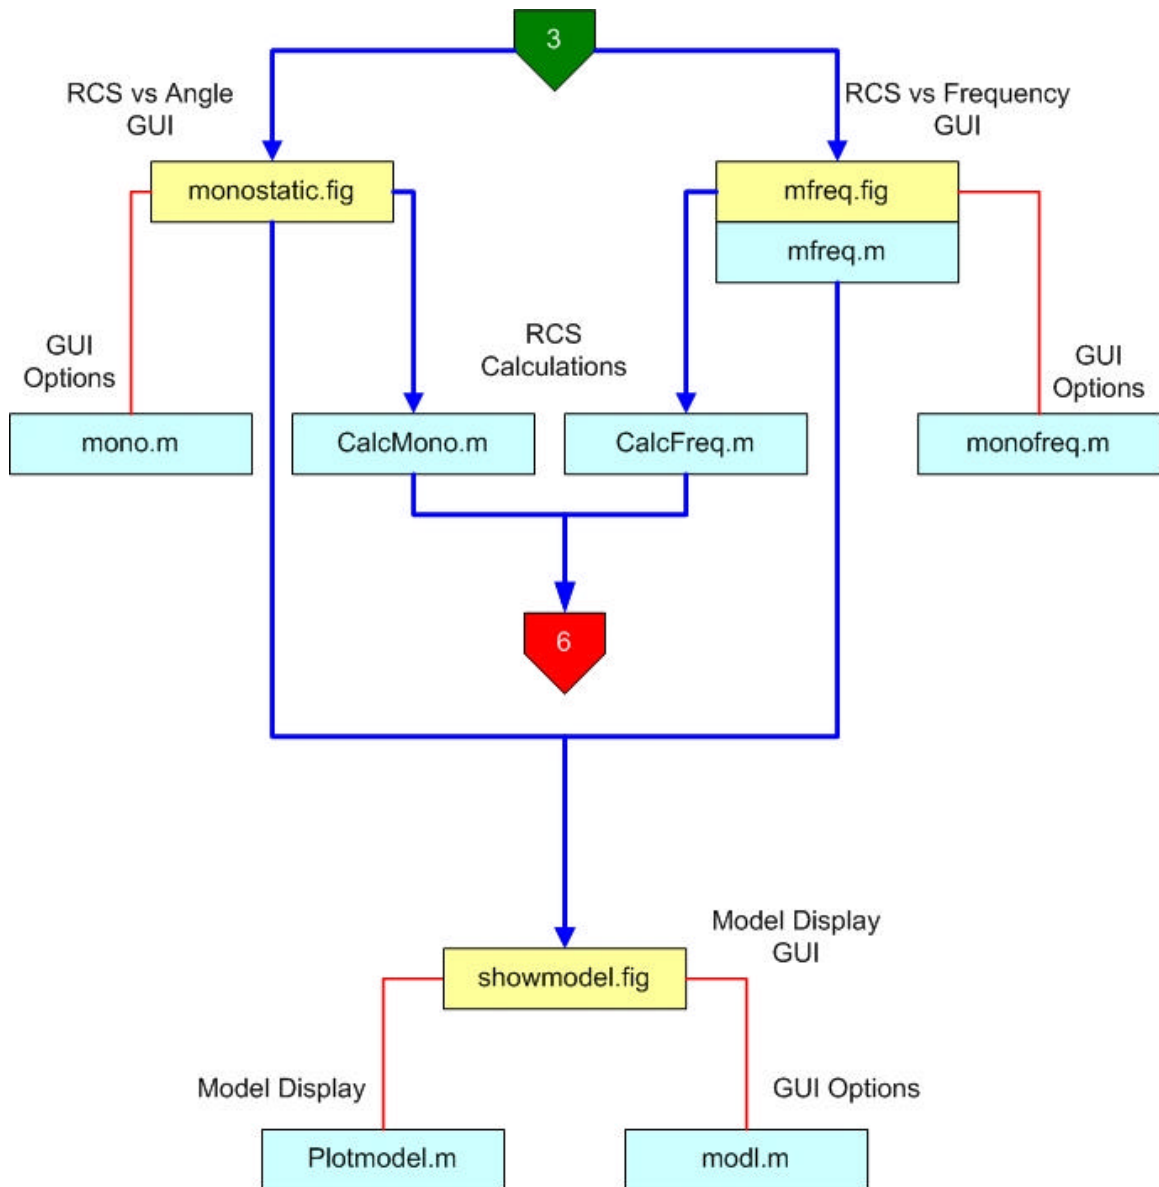 3
RCS vs Angle
GUI
RCS vs Frequency
GUI
monostatic.fig
mfreq.fig
mfreq.m
GUI
Options
RCS
Calculations
GUI
Options
mono.m
CalcMono.m
CalcFreq.m
monofreq.m
6
Model Display
GUI
showmodel.fig
Model Display
GUI Options
Plotmodel.m
modl.m